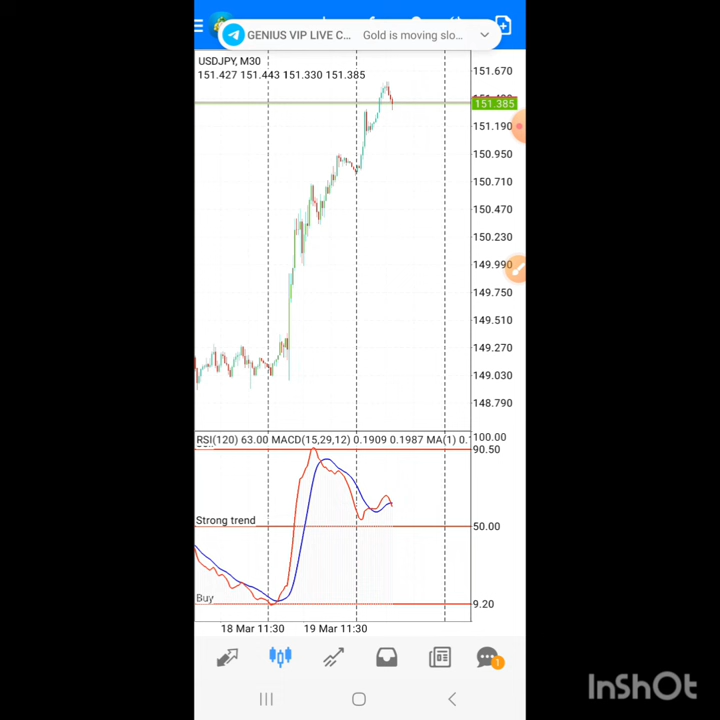 GENIUS VIP LIVE C... Gold is moving slo...
USDJPY, M30
151.427 151.443 151.330 151.385
151.670
151.385
151.190
150.950
150.710
150.470
150.230
149.990
149.750
149.510
149.270
149.030
148.790
RSI(120) 63.00 MACD(15,29,12) 0.1909 0.1987 MA(1) 0.1
100.00
90.50
Strong trend
50.00
Buy
9.20
18 Mar 11:30 19 Mar 11:30
1
InShOt